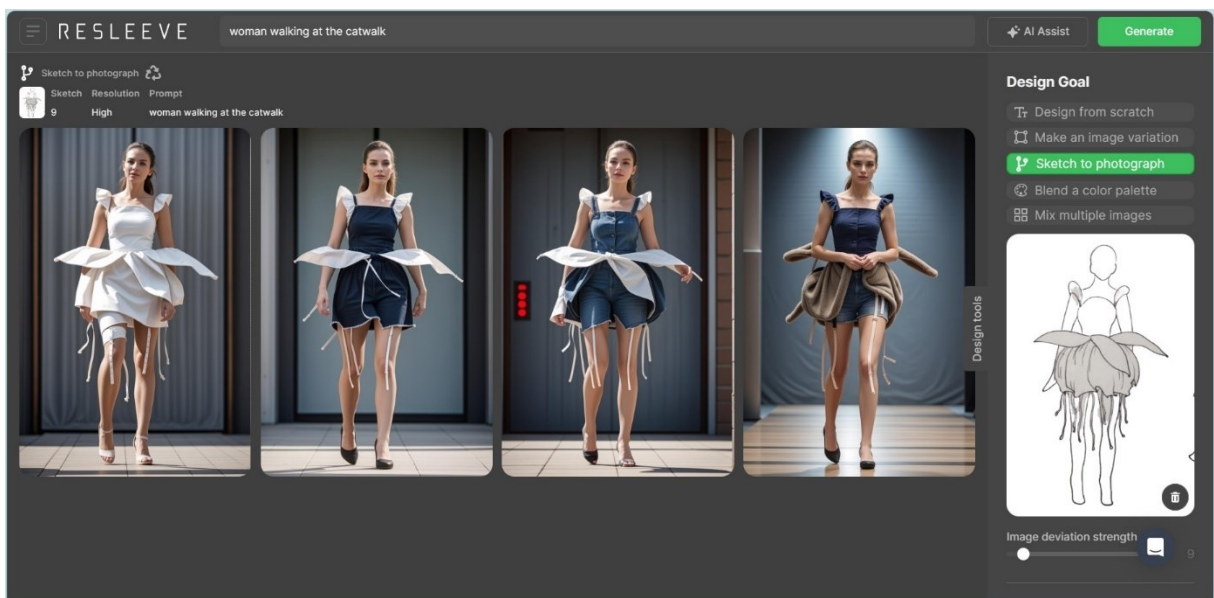 RESLEEVE
woman walking at the catwalk
AI Assist
Generate
Sketch to photograph
Sketch Resolution Prompt
9 High woman walking at the catwalk
Design tools
Design Goal
Design from scratch
Make an image variation
Sketch to photograph
Blend a color palette
Mix multiple images
Image deviation strength
9